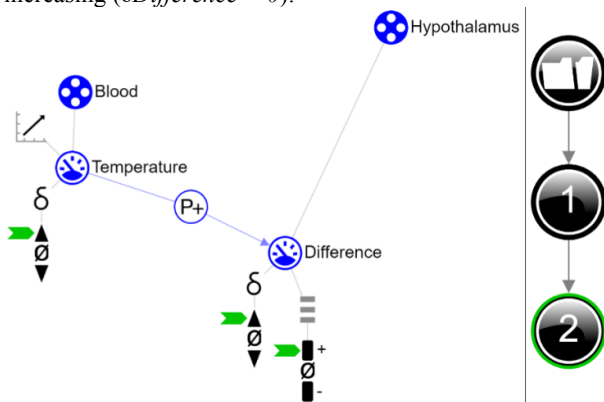 increasing (δDifference = 0).
Hypothalamus
Blood
Temperature
δ
P+
Ø
Difference
δ
+
Ø
Ø
-
1
2